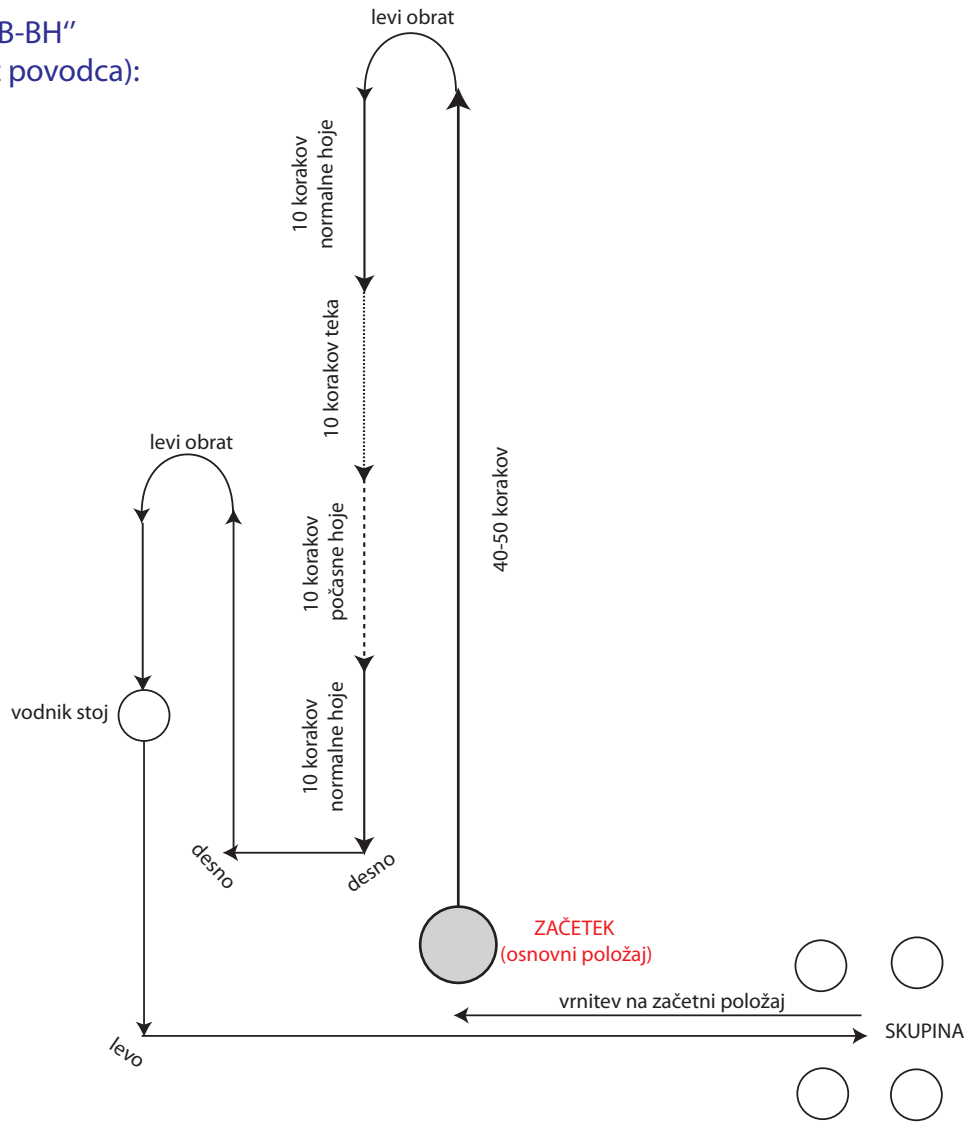 B-BH"
povodca):
levi obrat
10 korakov
normalne hoje
10 korakov teka
levi obrat
40-50 korakov
10 korakov
počasne hoje
vodnik stoj
10 korakov
normalne hoje
desno
desno
ZAČETEK
(osnovni položaj)
vrnitev na začetni položaj
SKUPINA
levo